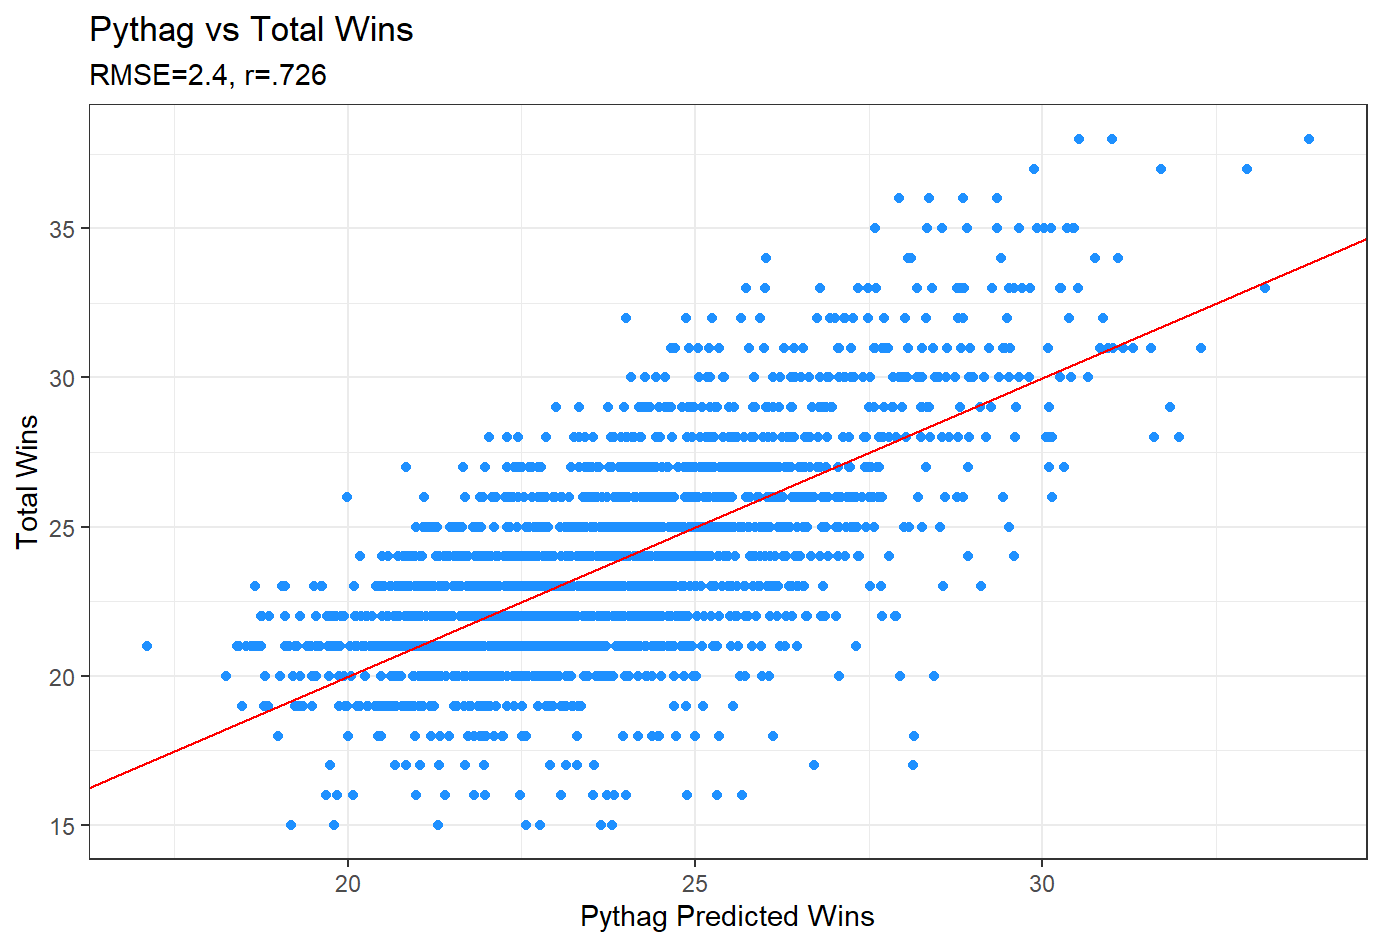 Pythag vs Total Wins
RMSE=2.4, r=.726
Total Wins
35
30
25
20
15
20
25
30
Pythag Predicted Wins